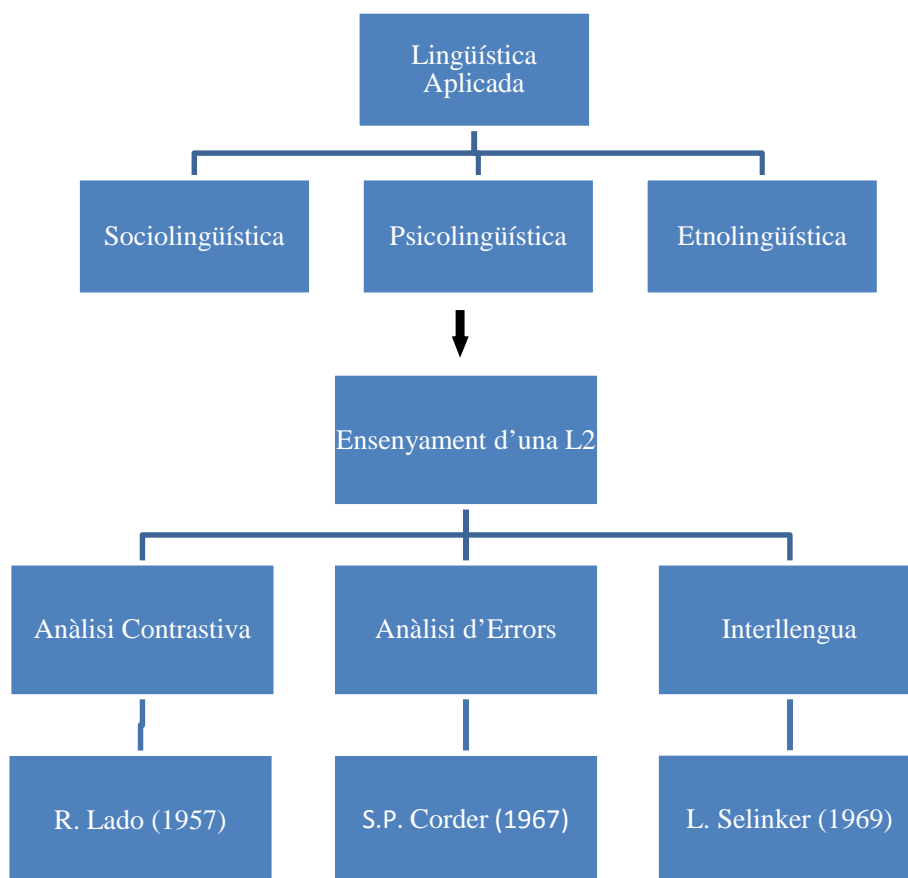 Lingüística
Aplicada
Sociolingüística
Psicolingüística
Etnolingüística
Ensenyament d’una L2
Anàlisi Contrastiva
Anàlisi d’Errors
Interllengua
R. Lado (1957)
S.P. Corder (1967)
L. Selinker (1969)